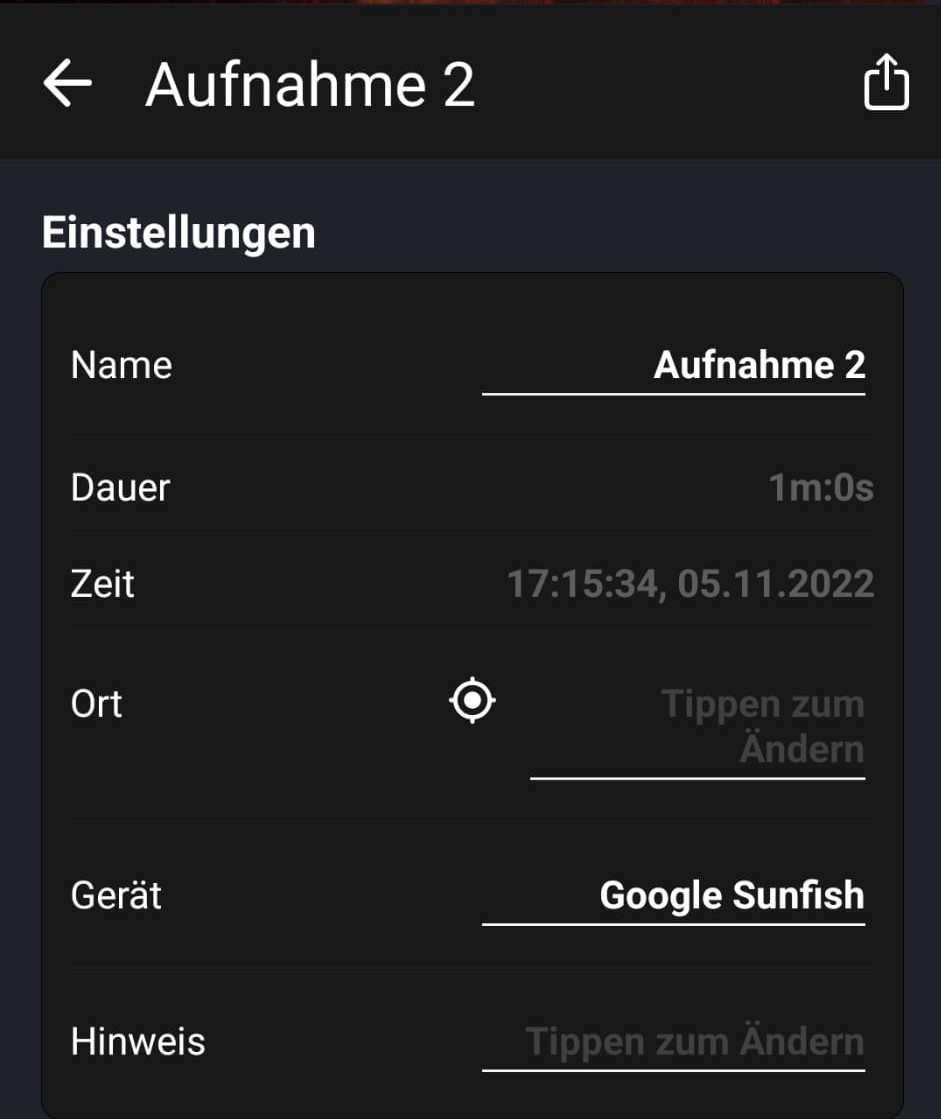 Aufnahme 2
Einstellungen
Name Aufnahme 2
Dauer 1m:0s
Zeit 17:15:34, 05.11.2022
Ort Tippen zum
Ändern
Gerät Google Sunfish
Hinweis Tippen zum Ändern